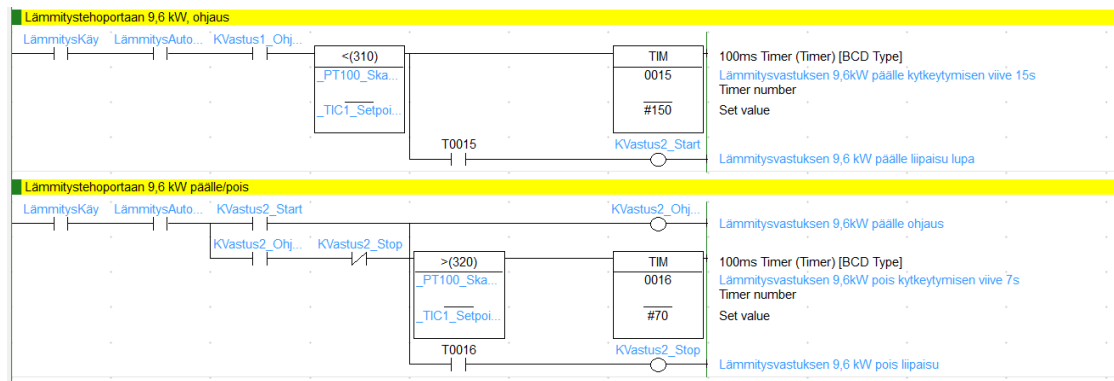 Lämmitystehoportaan 9,6 kW, ohjaus
LämmitysKäy LämmitysAuto... KVastus1_Ohj...
<(310) TIM 100ms Timer (Timer) [BCD Type]
_PT100_Ska... 0015 Lämmitysvastuksen 9,6kW päälle kytkeytymisen viive 15s
Timer number
_TIC1_Setpoi... #150 Set value
T0015 KVastus2_Start
Lämmitysvastuksen 9,6 kW päälle liipaisu lupa
Lämmitystehoportaan 9,6 kW päälle/pois
LämmitysKäy LämmitysAuto... KVastus2_Start KVastus2_Ohj...
Lämmitysvastuksen 9,6kW päälle ohjaus
KVastus2_Ohj... KVastus2_Stop
>(320) TIM 100ms Timer (Timer) [BCD Type]
_PT100_Ska... 0016 Lämmitysvastuksen 9,6kW pois kytkeytymisen viive 7s
Timer number
_TIC1_Setpoi... #70 Set value
T0016 KVastus2_Stop
Lämmitysvastuksen 9,6 kW pois liipaisu